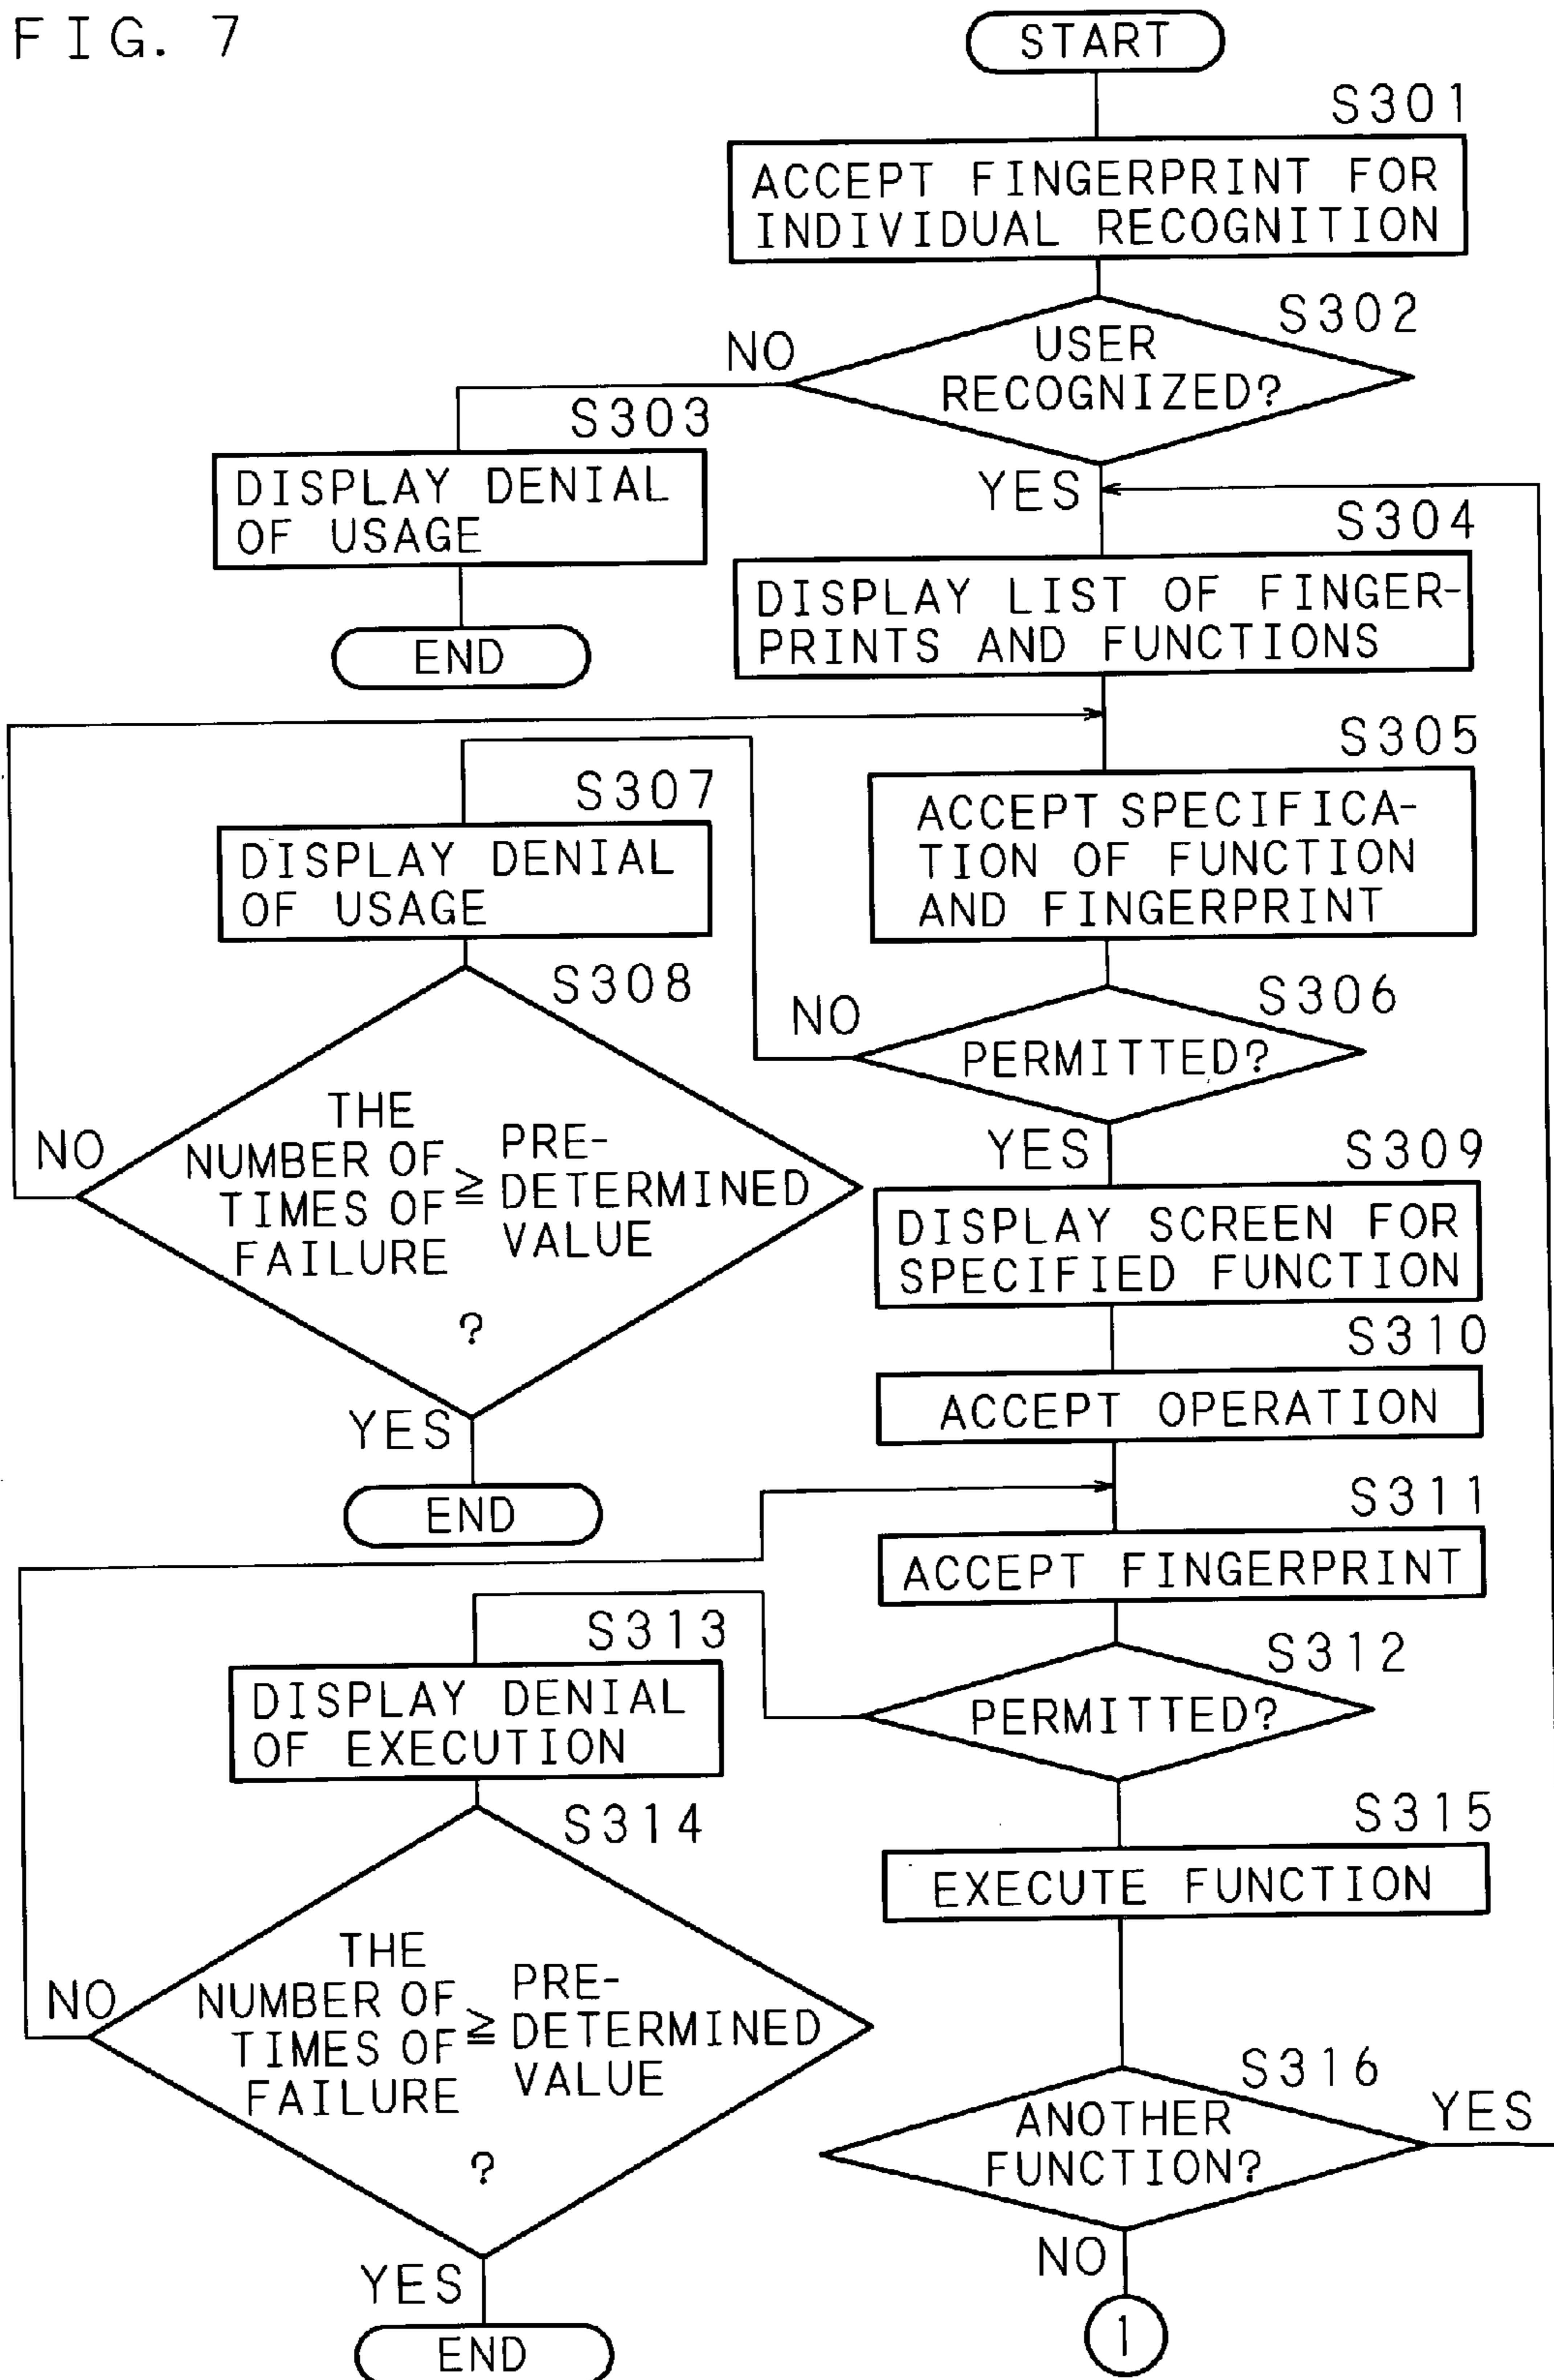 FIG. 7
START
S301
ACCEPT FINGERPRINT FOR
INDIVIDUAL RECOGNITION
S302
USER
RECOGNIZED?
NO
S303
DISPLAY DENIAL
OF USAGE
END
YES
S304
DISPLAY LIST OF FINGER-
PRINTS AND FUNCTIONS
S305
ACCEPT SPECIFICA-
TION OF FUNCTION
AND FINGERPRINT
S306
PERMITTED?
NO
S307
DISPLAY DENIAL
OF USAGE
S308
THE
NUMBER OF
TIMES OF
FAILURE
≧
PRE-
DETERMINED
VALUE
?
NO
YES
END
YES
S309
DISPLAY SCREEN FOR
SPECIFIED FUNCTION
S310
ACCEPT OPERATION
S311
ACCEPT FINGERPRINT
S312
PERMITTED?
S313
DISPLAY DENIAL
OF EXECUTION
S314
THE
NUMBER OF
TIMES OF
FAILURE
≧
PRE-
DETERMINED
VALUE
?
NO
YES
END
S315
EXECUTE FUNCTION
S316
ANOTHER
FUNCTION?
YES
NO
1